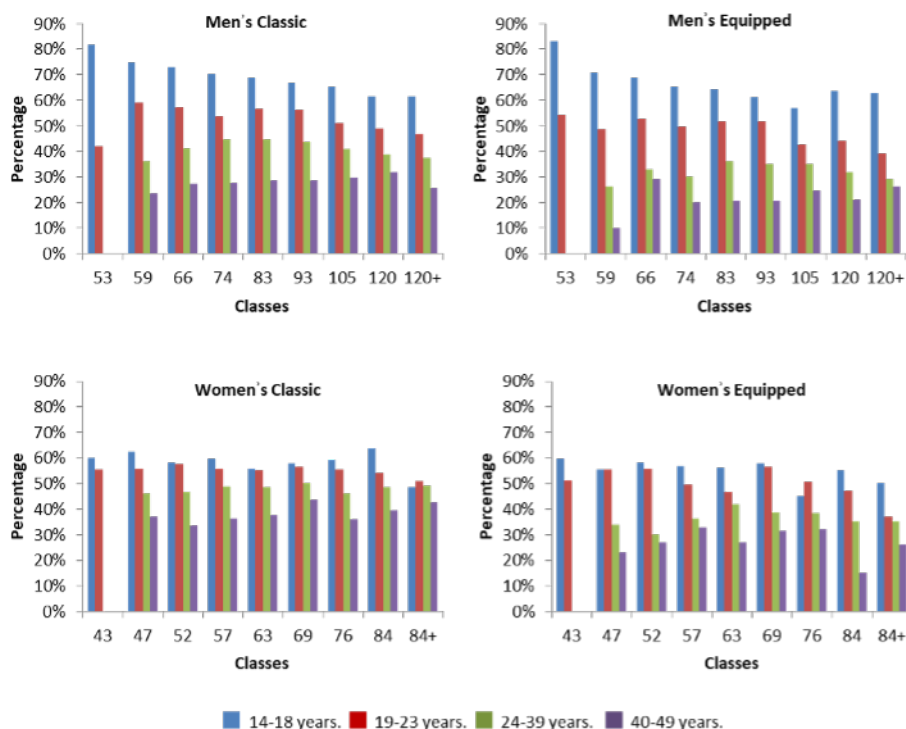 Men's Classic
90%
80%
70%
60%
50%
40%
30%
20%
10%
0%
Percentage
53 59 66 74 83 93 105 120 120+
Classes
Men's Equipped
90%
80%
70%
60%
50%
40%
30%
20%
10%
0%
Percentage
53 59 66 74 83 93 105 120 120+
Classes
Women's Classic
90%
80%
70%
60%
50%
40%
30%
20%
10%
0%
Percentage
43 47 52 57 63 69 76 84 84+
Classes
Women's Equipped
90%
80%
70%
60%
50%
40%
30%
20%
10%
0%
Percentage
43 47 52 57 63 69 76 84 84+
Classes
14-18 years. 19-23 years. 24-39 years. 40-49 years.